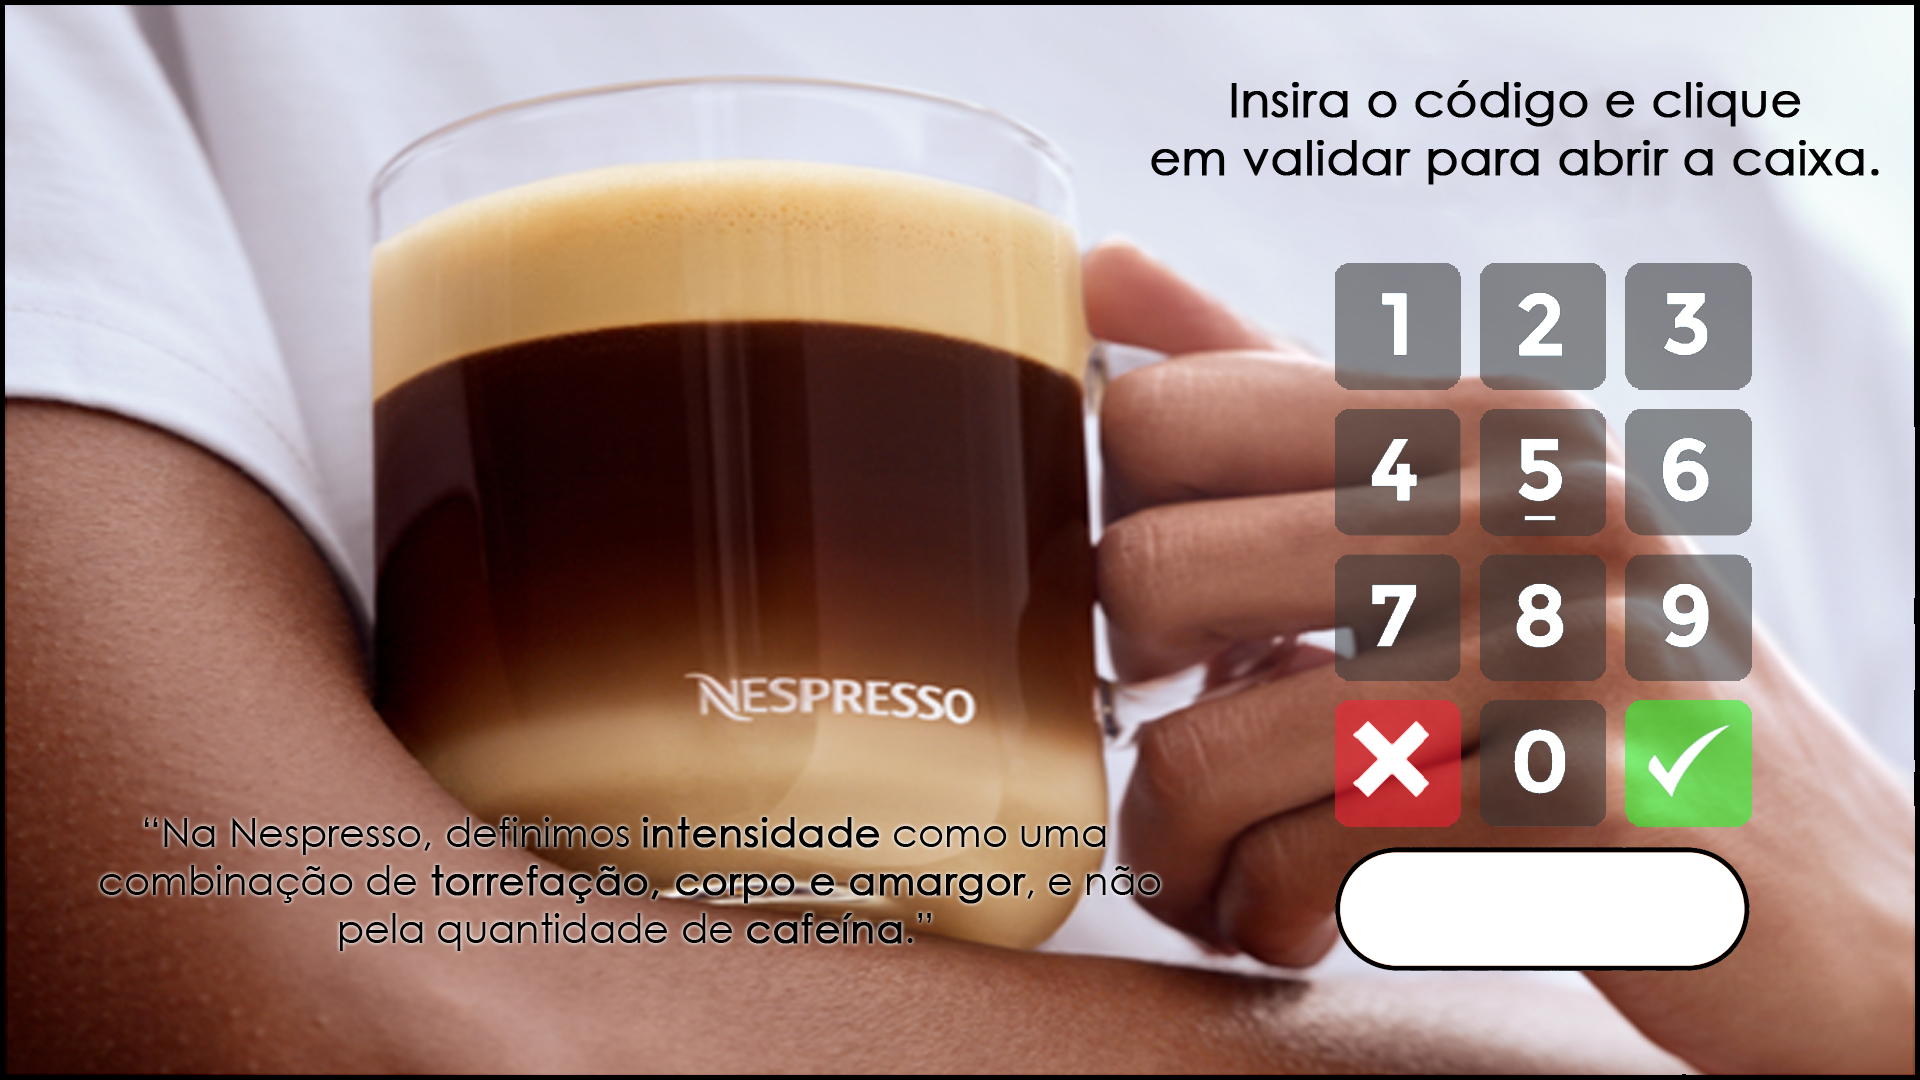 Insira o código e clique
em validar para abrir a caixa.
1 2 3
4 5 6
7 8 9
0
NESPRESSO
“Na Nespresso, definimos intensidade como uma
combinação de torrefação, corpo e amargor, e não
pela quantidade de cafeína.”